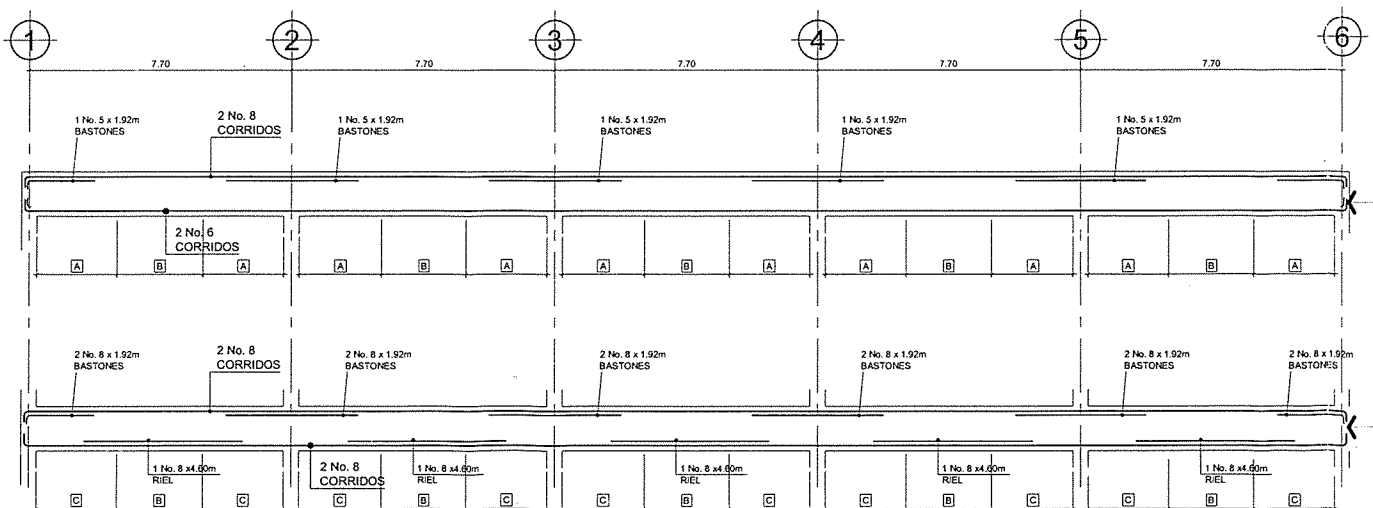 1 2 3 4 5 6
7.70 7.70 7.70 7.70 7.70
1 No. 5 x 1.92m
BASTONES
2 No. 8
CORRIDOS
1 No. 5 x 1.92m
BASTONES
1 No. 5 x 1.92m
BASTONES
1 No. 5 x 1.92m
BASTONES
1 No. 5 x 1.92m
BASTONES
2 No. 6
CORRIDOS
A B A A B A A B A A B A A B A
2 No. 8 x 1.92m
BASTONES
2 No. 8
CORRIDOS
2 No. 8 x 1.92m
BASTONES
2 No. 8 x 1.92m
BASTONES
2 No. 8 x 1.92m
BASTONES
2 No. 8 x 1.92m
BASTONES
2 No. 8 x 1.92m
BASTONES
1 No. 8 x4.60m
RIEL
2 No. 8
CORRIDOS
1 No. 8 x4.60m
RIEL
1 No. 8 x4.60m
RIEL
1 No. 8 x4.60m
RIEL
1 No. 8 x4.60m
RIEL
C B C C B C C B C C B C C B C